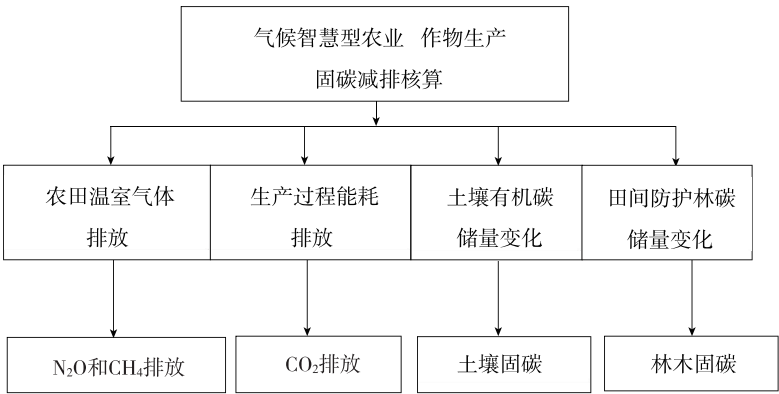 气候智慧型农业 作物生产
固碳减排核算
农田温室气体
排放
生产过程能耗
排放
土壤有机碳
储量变化
田间防护林碳
储量变化
N₂O和CH₄排放
CO₂排放
土壤固碳
林木固碳